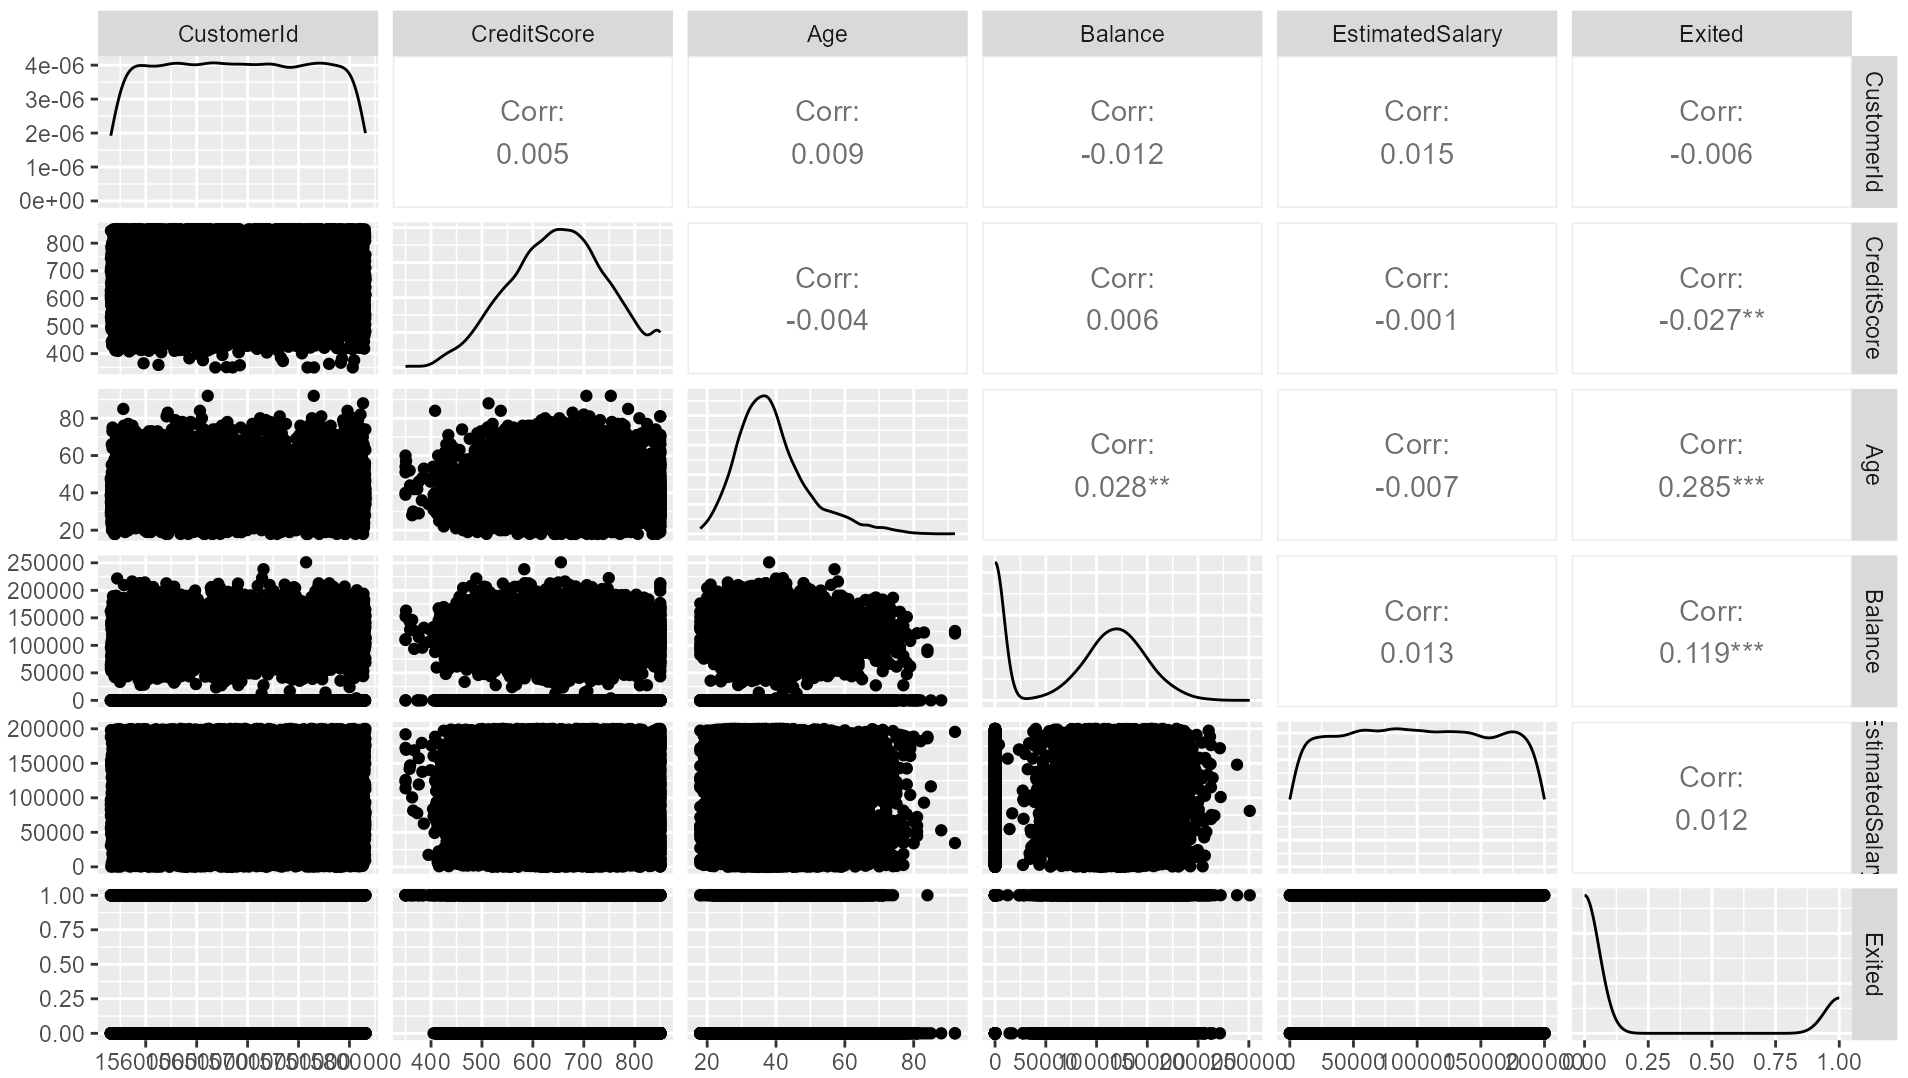 CustomerId CreditScore Age Balance EstimatedSalary Exited
4e-06
3e-06
2e-06
1e-06
0e+00
Corr:
0.005
Corr:
0.009
Corr:
-0.012
Corr:
0.015
Corr:
-0.006
CustomerId
800
700
600
500
400
Corr:
-0.004
Corr:
0.006
Corr:
-0.001
Corr:
-0.027**
CreditScore
80
60
40
20
Corr:
0.028**
Corr:
-0.007
Corr:
0.285***
Age
250000
200000
150000
100000
50000
0
Corr:
0.013
Corr:
0.119***
Balance
200000
150000
100000
50000
0
Corr:
0.012
EstimatedSalary
1.00
0.75
0.50
0.25
0.00
Exited
400 500 600 700 800
20 40 60 80
0 50000 100000 150000 200000 250000
0 50000 100000 150000 200000
0.00 0.25 0.50 0.75 1.00